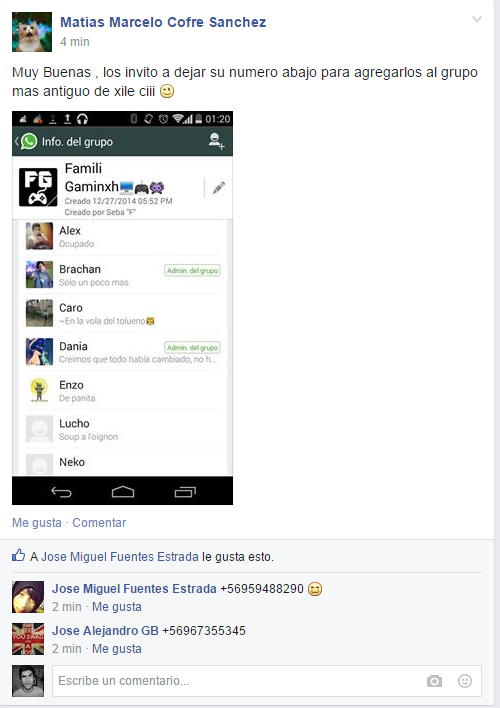 Matias Marcelo Cofre Sanchez
4 min
Muy Buenas , los invito a dejar su numero abajo para agregarlos al grupo
mas antiguo de xile ciii
01:20
Info. del grupo
FG
Famili
Gaminxh
Creado 12/27/2014 05:52 PM
Creado por Seba "F"
Alex
Ocupado
Brachan
Admin. del grupo
Solo un poco mas
Caro
~En la vola del tolueno
Dania
Admin. del grupo
Creimos que todo había cambiado, no h...
Enzo
De panita
Lucho
Soup a l'oignon
Neko
Me gusta · Comentar
A Jose Miguel Fuentes Estrada le gusta esto.
Jose Miguel Fuentes Estrada +56959488290
2 min · Me gusta
Jose Alejandro GB +56967355345
2 min · Me gusta
Escribe un comentario...